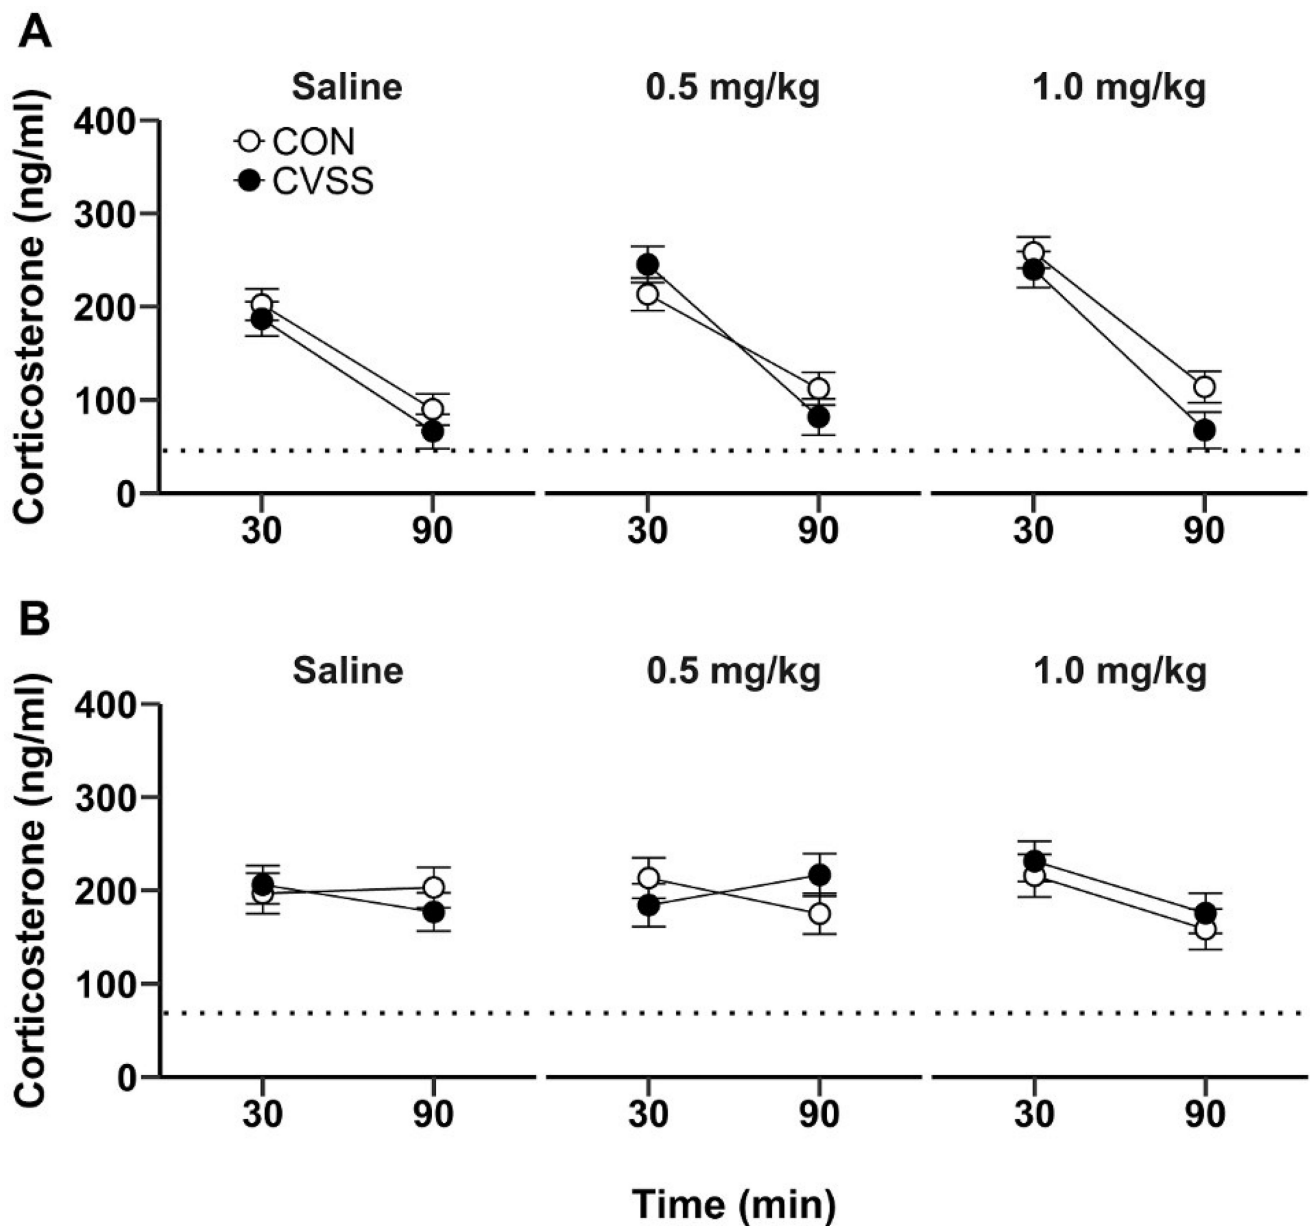 A
Saline 0.5 mg/kg 1.0 mg/kg
Corticosterone (ng/ml)
400
300
200
100
0
CON
CVSS
30 90 30 90 30 90
B
Saline 0.5 mg/kg 1.0 mg/kg
Corticosterone (ng/ml)
400
300
200
100
0
30 90 30 90 30 90
Time (min)